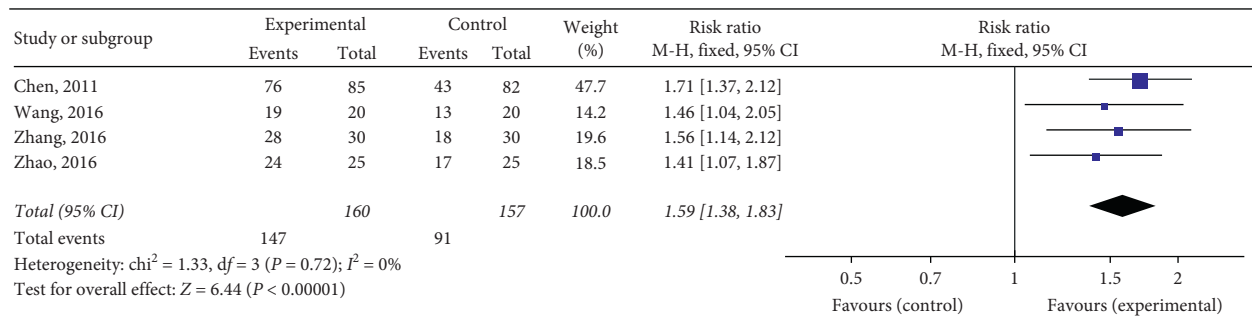 Study or subgroup Experimental Control Weight (%) Risk ratio M-H, fixed, 95% CI Risk ratio M-H, fixed, 95% CI
Events Total Events Total
Chen, 2011 76 85 43 82 47.7 1.71 [1.37, 2.12]
Wang, 2016 19 20 13 20 14.2 1.46 [1.04, 2.05]
Zhang, 2016 28 30 18 30 19.6 1.56 [1.14, 2.12]
Zhao, 2016 24 25 17 25 18.5 1.41 [1.07, 1.87]
Total (95% CI) 160 157 100.0 1.59 [1.38, 1.83]
Total events 147 91
Heterogeneity: chi² = 1.33, df = 3 (P = 0.72); I² = 0%
Test for overall effect: Z = 6.44 (P < 0.00001)
0.5 0.7 1 1.5 2
Favours (control) Favours (experimental)